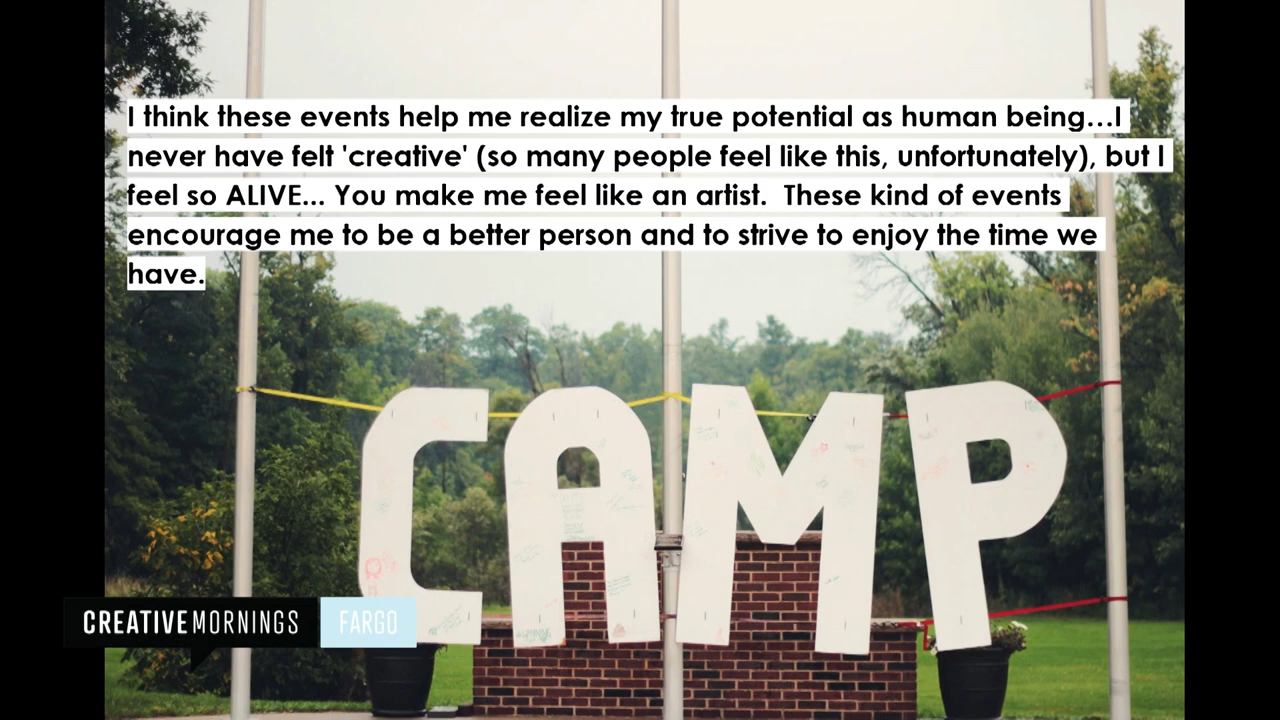 I think these events help me realize my true potential as human being...I
never have felt 'creative' (so many people feel like this, unfortunately), but I
feel so ALIVE... You make me feel like an artist.  These kind of events
encourage me to be a better person and to strive to enjoy the time we
have.
CAMP
CREATIVEMORNINGS FARGO